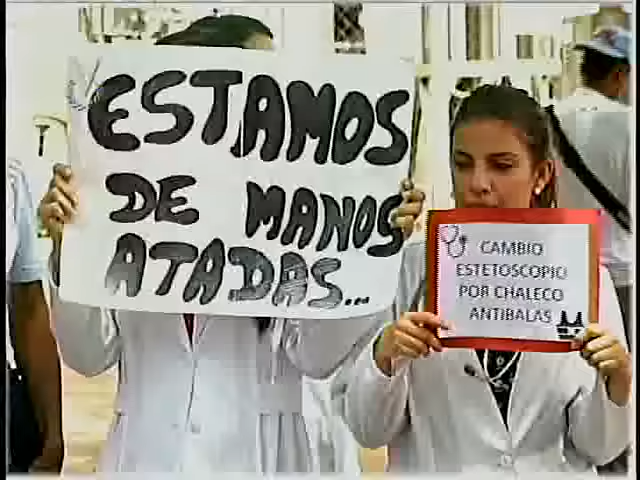 ESTAMOS
DE MANOS
ATADAS...
CAMBIO
ESTETOSCOPIO
POR CHALECO
ANTIBALAS